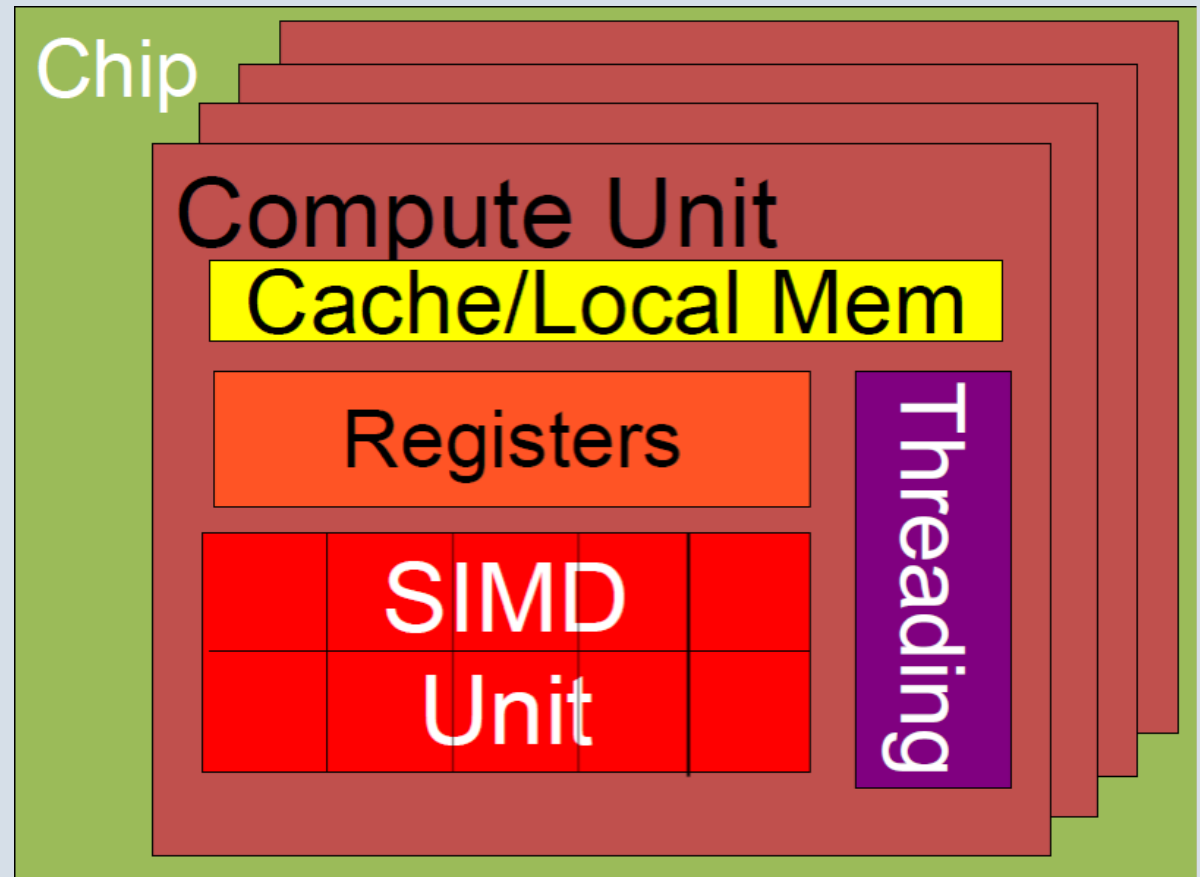 Chip
Compute Unit
Cache/Local Mem
Registers
Threading
SIMD
Unit